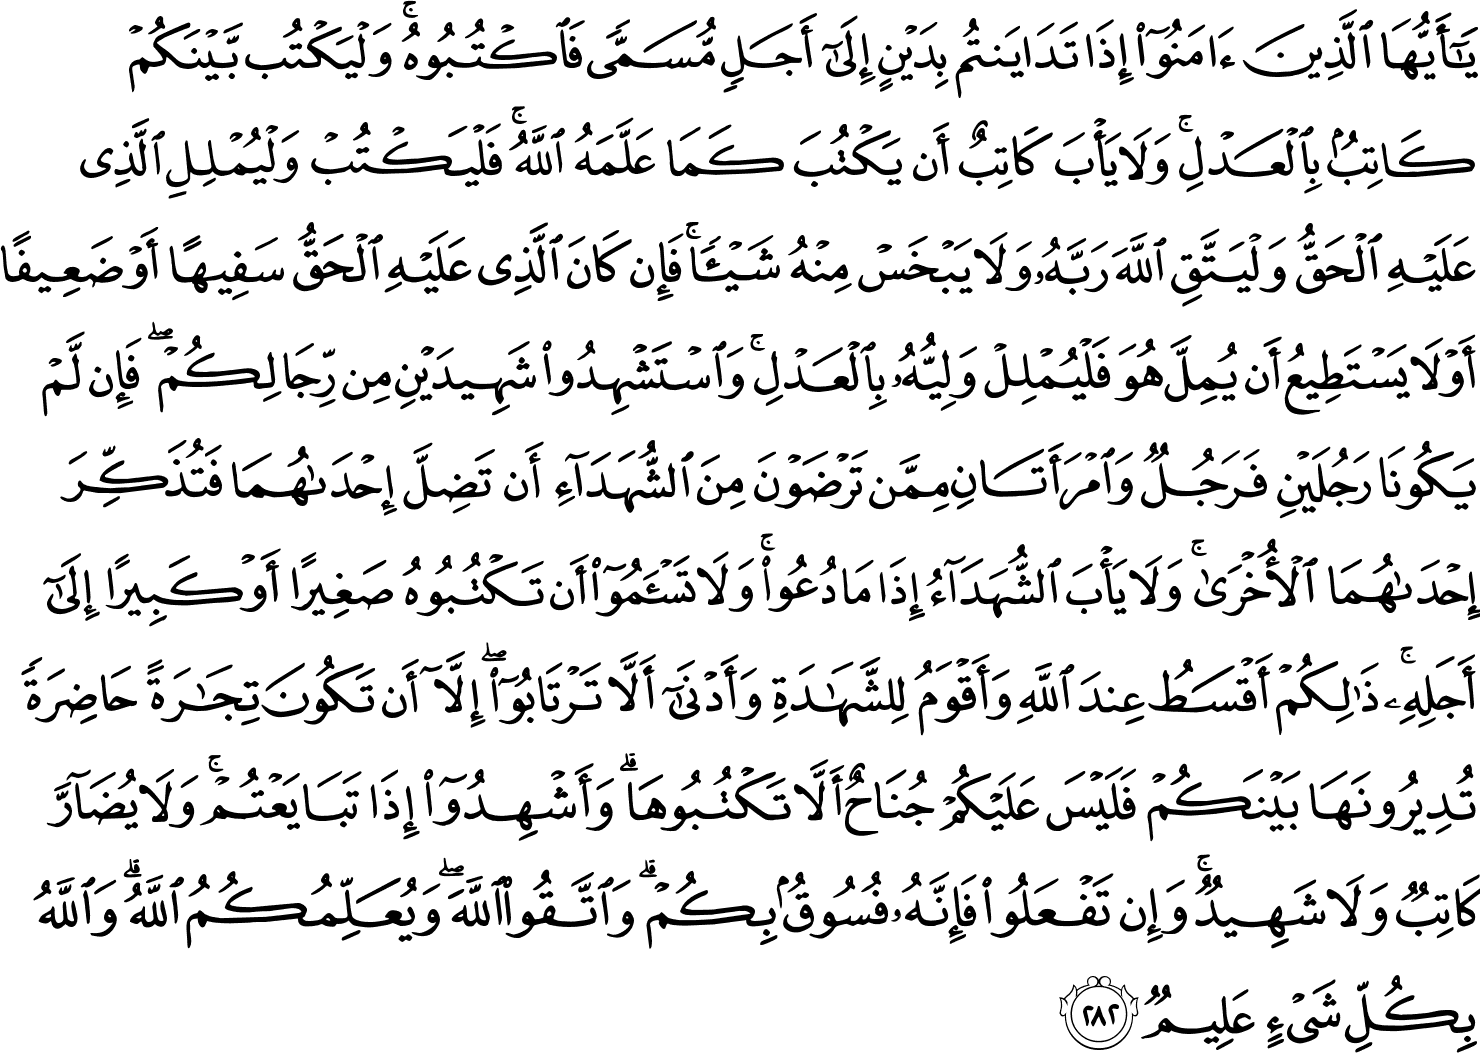 يَـٰٓأَيُّهَا ٱلَّذِينَ ءَامَنُوٓا۟ إِذَا تَدَايَنتُم بِدَيْنٍ إِلَىٰٓ أَجَلٍ مُّسَمًّى فَٱكْتُبُوهُ ۚ وَلْيَكْتُب بَّيْنَكُمْ
كَاتِبٌۢ بِٱلْعَدْلِ ۚ وَلَا يَأْبَ كَاتِبٌ أَن يَكْتُبَ كَمَا عَلَّمَهُ ٱللَّهُ ۚ فَلْيَكْتُبْ وَلْيُمْلِلِ ٱلَّذِى
عَلَيْهِ ٱلْحَقُّ وَلْيَتَّقِ ٱللَّهَ رَبَّهُۥ وَلَا يَبْخَسْ مِنْهُ شَيْـًٔا ۚ فَإِن كَانَ ٱلَّذِى عَلَيْهِ ٱلْحَقُّ سَفِيهًا أَوْ ضَعِيفًا
أَوْ لَا يَسْتَطِيعُ أَن يُمِلَّ هُوَ فَلْيُمْلِلْ وَلِيُّهُۥ بِٱلْعَدْلِ ۚ وَٱسْتَشْهِدُوا۟ شَهِيدَيْنِ مِن رِّجَالِكُمْ ۖ فَإِن لَّمْ
يَكُونَا رَجُلَيْنِ فَرَجُلٌ وَٱمْرَأَتَانِ مِمَّن تَرْضَوْنَ مِنَ ٱلشُّهَدَآءِ أَن تَضِلَّ إِحْدَىٰهُمَا فَتُذَكِّرَ
إِحْدَىٰهُمَا ٱلْأُخْرَىٰ ۚ وَلَا يَأْبَ ٱلشُّهَدَآءُ إِذَا مَا دُعُوا۟ ۚ وَلَا تَسْـَٔمُوٓا۟ أَن تَكْتُبُوهُ صَغِيرًا أَوْ كَبِيرًا إِلَىٰٓ
أَجَلِهِۦ ۚ ذَٰلِكُمْ أَقْسَطُ عِندَ ٱللَّهِ وَأَقْوَمُ لِلشَّهَـٰدَةِ وَأَدْنَىٰٓ أَلَّا تَرْتَابُوٓا۟ ۖ إِلَّآ أَن تَكُونَ تِجَـٰرَةً حَاضِرَةً
تُدِيرُونَهَا بَيْنَكُمْ فَلَيْسَ عَلَيْكُمْ جُنَاحٌ أَلَّا تَكْتُبُوهَا ۗ وَأَشْهِدُوٓا۟ إِذَا تَبَايَعْتُمْ ۚ وَلَا يُضَآرَّ
كَاتِبٌ وَلَا شَهِيدٌ ۚ وَإِن تَفْعَلُوا۟ فَإِنَّهُۥ فُسُوقٌۢ بِكُمْ ۗ وَٱتَّقُوا۟ ٱللَّهَ ۖ وَيُعَلِّمُكُمُ ٱللَّهُ ۗ وَٱللَّهُ
بِكُلِّ شَىْءٍ عَلِيمٌ ٢٨٢